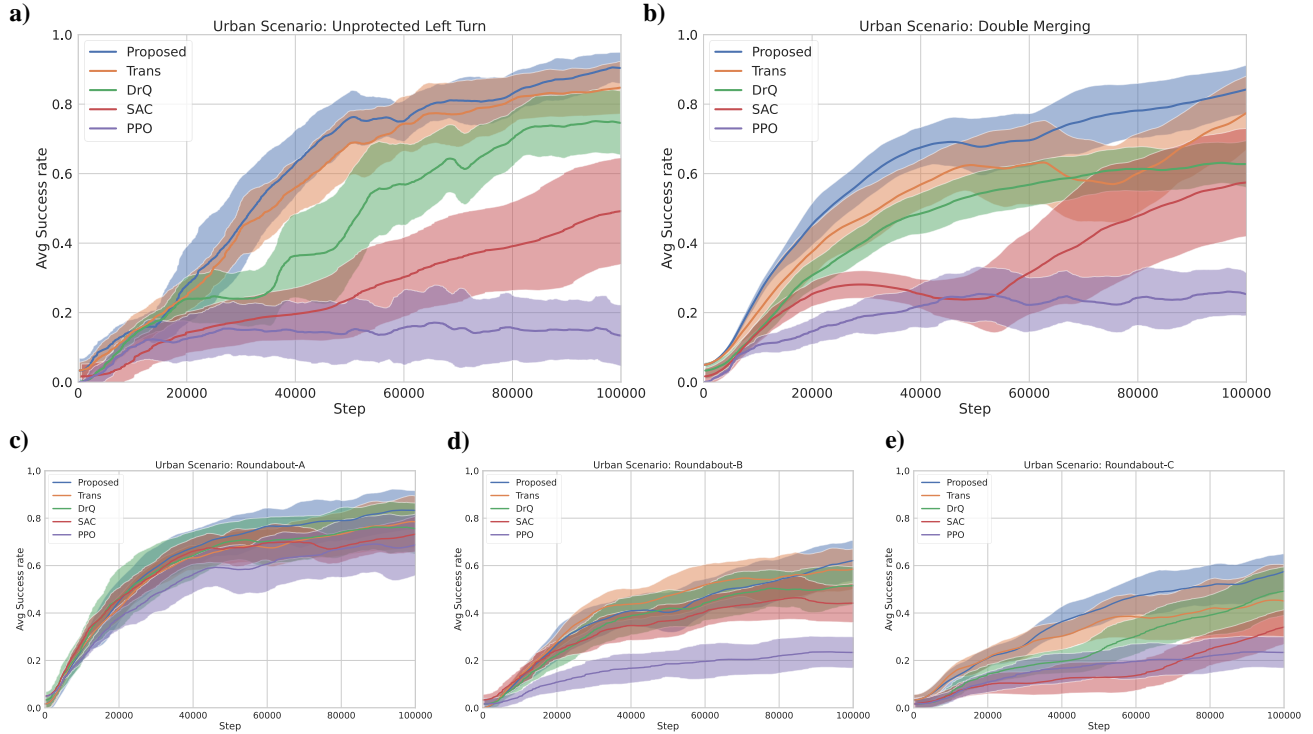 a)
Urban Scenario: Unprotected Left Turn
1.0
0.8
0.6
0.4
0.2
0.0
Avg Success rate
Proposed
Trans
DrQ
SAC
PPO
0
20000
40000
60000
80000
100000
Step
b)
Urban Scenario: Double Merging
1.0
0.8
0.6
0.4
0.2
0.0
Avg Success rate
Proposed
Trans
DrQ
SAC
PPO
0
20000
40000
60000
80000
100000
Step
c)
Urban Scenario: Roundabout-A
1.0
0.8
0.6
0.4
0.2
0.0
Avg Success rate
Proposed
Trans
DrQ
SAC
PPO
0
20000
40000
60000
80000
100000
Step
d)
Urban Scenario: Roundabout-B
1.0
0.8
0.6
0.4
0.2
0.0
Avg Success rate
Proposed
Trans
DrQ
SAC
PPO
0
20000
40000
60000
80000
100000
Step
e)
Urban Scenario: Roundabout-C
1.0
0.8
0.6
0.4
0.2
0.0
Avg Success rate
Proposed
Trans
DrQ
SAC
PPO
0
20000
40000
60000
80000
100000
Step